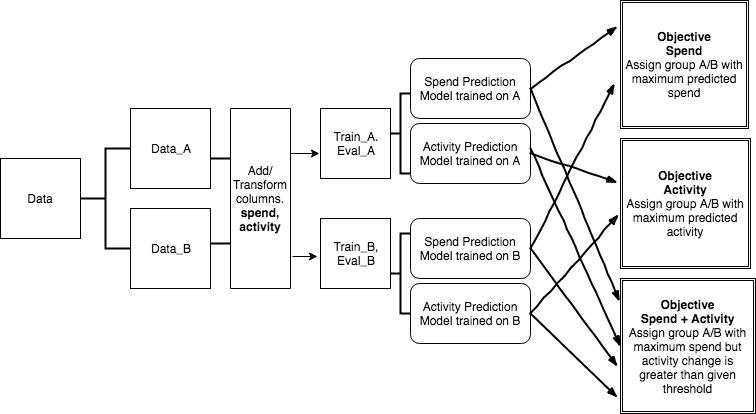 Data
Data_A
Data_B
Add/
Transform
columns.
spend,
activity
Train_A.
Eval_A
Train_B,
Eval_B
Spend Prediction
Model trained on A
Activity Prediction
Model trained on A
Spend Prediction
Model trained on B
Activity Prediction
Model trained on B
Objective
Spend
Assign group A/B with
maximum predicted
spend
Objective
Activity
Assign group A/B with
maximum predicted
activity
Objective
Spend + Activity
Assign group A/B with
maximum spend but
activity change is
greater than given
threshold